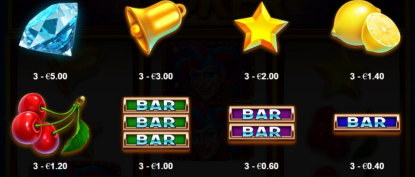 3 - €5.00
3 - €3.00
3 - €2.00
3 - €1.40
BAR
BAR
BAR
BAR
BAR
BAR
3 - €1.20
3 - €1.00
3 - €0.60
3 - €0.40